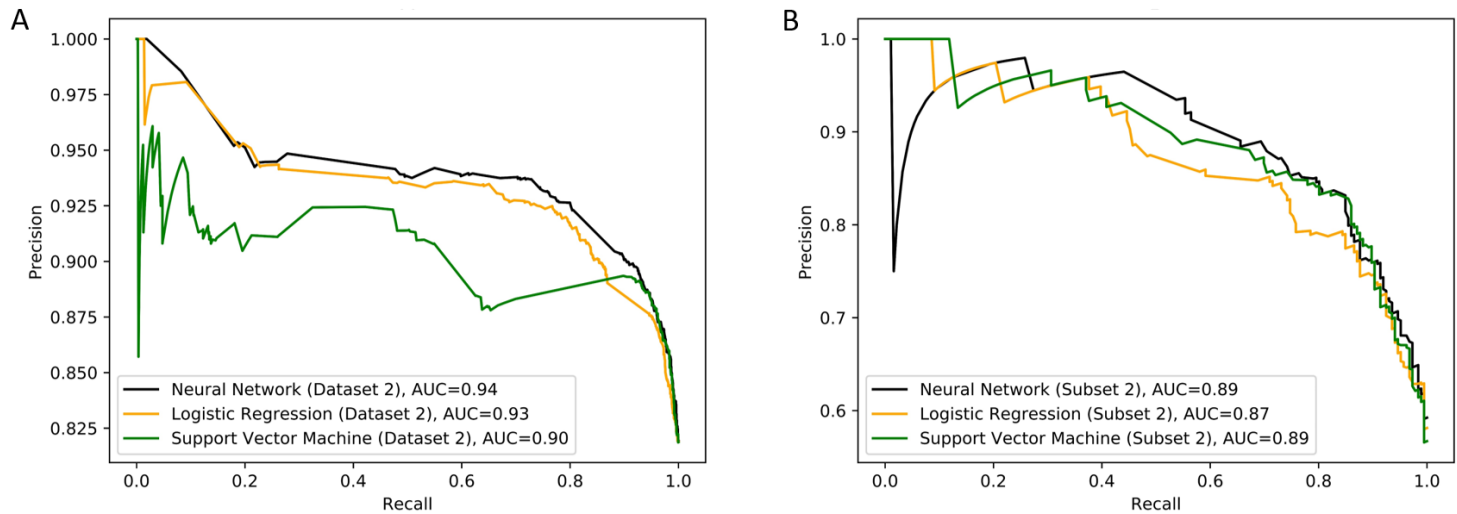 A
1.000
0.975
0.950
0.925
0.900
0.875
0.850
0.825
Precision
Neural Network (Dataset 2), AUC=0.94
Logistic Regression (Dataset 2), AUC=0.93
Support Vector Machine (Dataset 2), AUC=0.90
0.0 0.2 0.4 0.6 0.8 1.0
Recall
B
1.0
0.9
0.8
0.7
0.6
Precision
Neural Network (Subset 2), AUC=0.89
Logistic Regression (Subset 2), AUC=0.87
Support Vector Machine (Subset 2), AUC=0.89
0.0 0.2 0.4 0.6 0.8 1.0
Recall